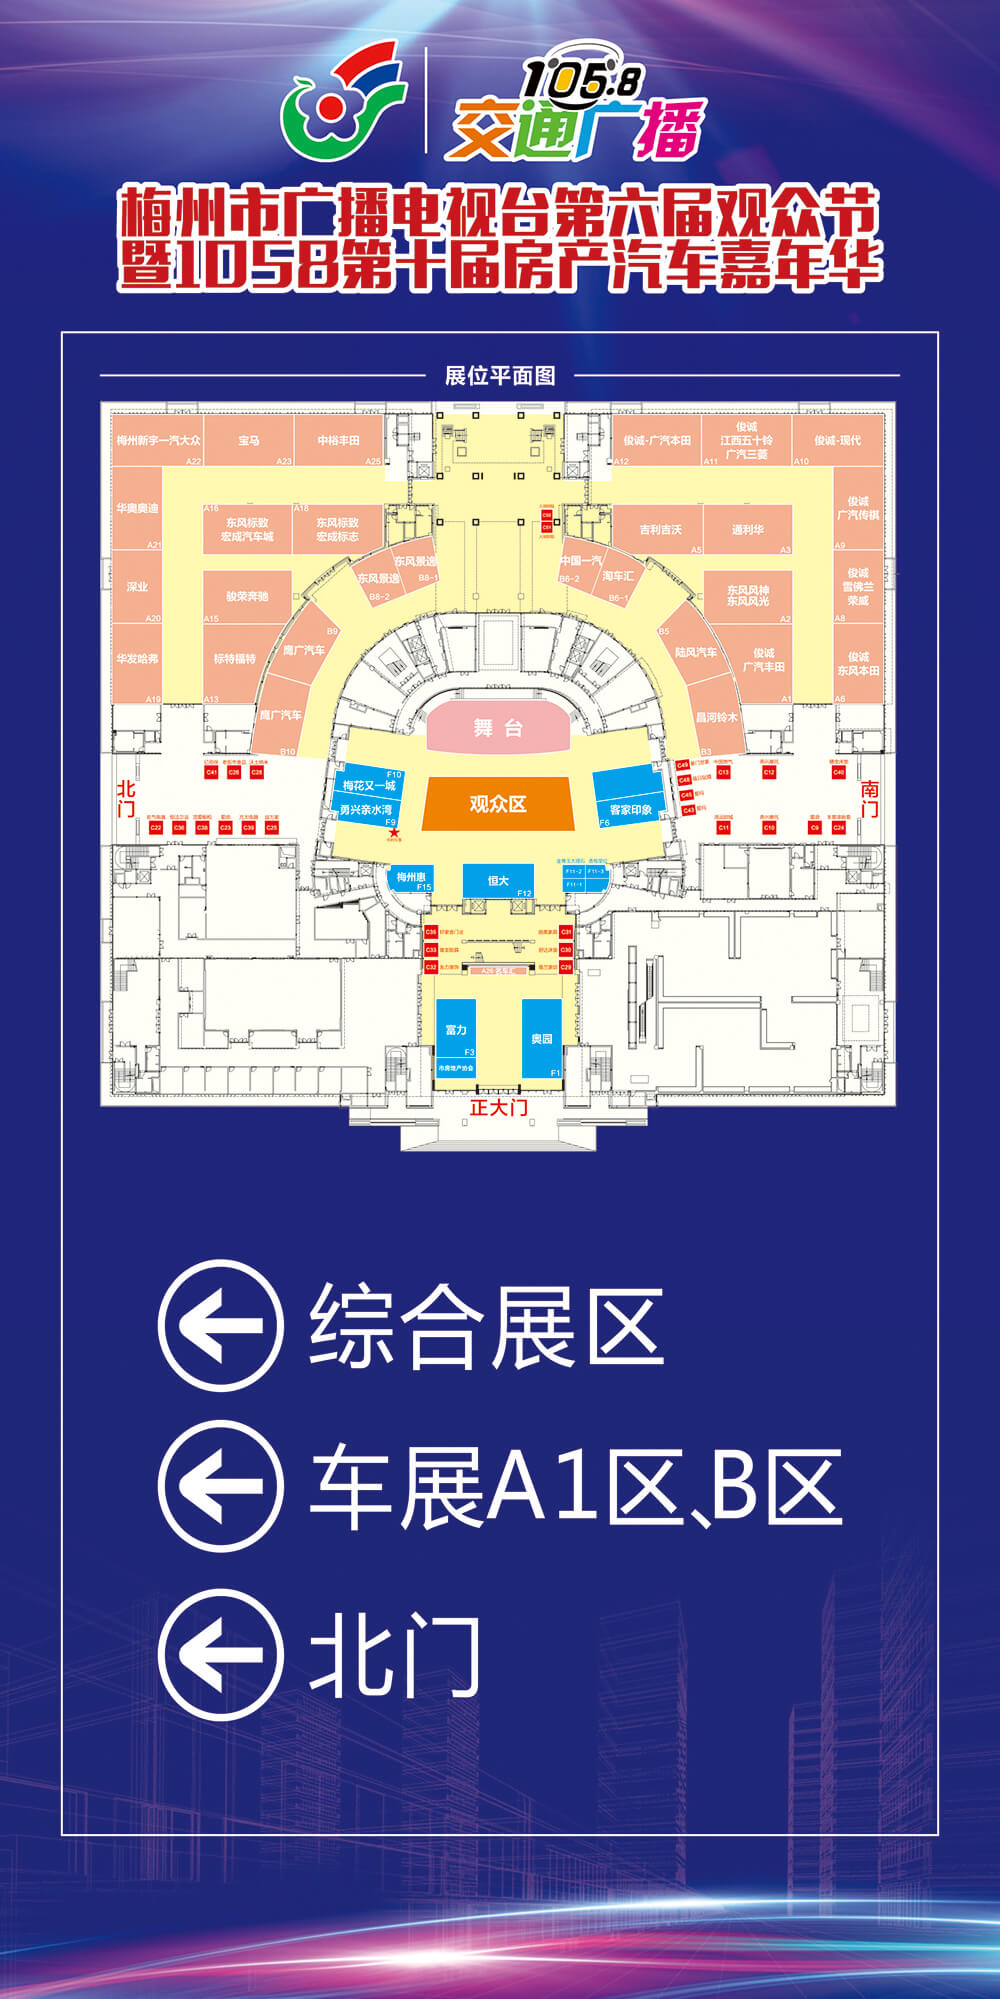 105.8
交通广播
梅州市广播电视台第六届观众节
暨1058第十届房产汽车嘉年华
展位平面图
梅州新宇一汽大众
A22
宝马
A23
中裕丰田
A25
俊诚-广汽本田
A12
俊诚
江西五十铃
广汽三菱
A11
俊诚-现代
A10
华奥奥迪
A21
A16
东风标致
宏成汽车城
A18
东风标致
宏成标志
东风景逸
B8-1
东风景逸
B8-2
C50
C51
中国一汽
B6-2
淘车汇
B6-1
吉利吉沃
A5
通利华
A3
俊诚
广汽传祺
A9
深业
A20
骏荣奔驰
A15
东风风神
东风风光
A2
俊诚
雪佛兰
荣威
A8
华发哈弗
A19
标特福特
A13
鹰广汽车
B9
鹰广汽车
B10
B5
陆风汽车
昌河铃木
B3
俊诚
广汽丰田
A1
俊诚
东风本田
A6
舞台
北门
C41
C26
C28
C22
C36
C38
C23
C39
C25
F10
梅花又一城
勇兴亲水湾
F9
观众区
客家印象
F6
C49
C48
C45
C43
C13
C12
C40
C11
C10
C9
C24
南门
梅州惠
F15
恒大
F12
F11-2
F11-3
F11-1
C35
C33
C32
C31
C30
C29
A26
富力
F3
市房地产协会
奥园
F1
正大门
综合展区
车展A1区、B区
北门